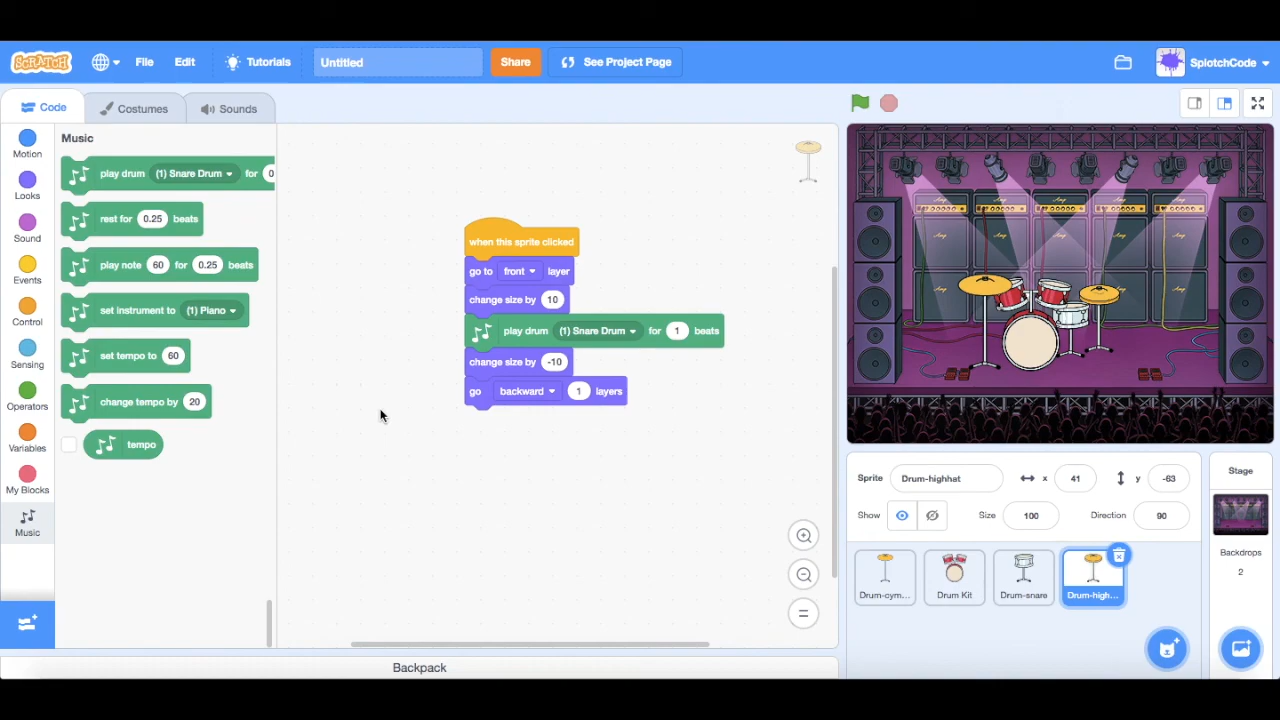 SCRATCH
File
Edit
Tutorials
Untitled
Share
See Project Page
SplotchCode
Code
Costumes
Sounds
Motion
Looks
Sound
Events
Control
Sensing
Operators
Variables
My Blocks
Music
Music
play drum (1) Snare Drum for 0
rest for 0.25 beats
play note 60 for 0.25 beats
set instrument to (1) Piano
set tempo to 60
change tempo by 20
tempo
when this sprite clicked
go to front layer
change size by 10
play drum (1) Snare Drum for 1 beats
change size by -10
go backward 1 layers
Backpack
Sprite Drum-highhat x 41 y -63
Show Size 100 Direction 90
Drum-cym...
Drum Kit
Drum-snare
Drum-high...
Stage
Backdrops
2